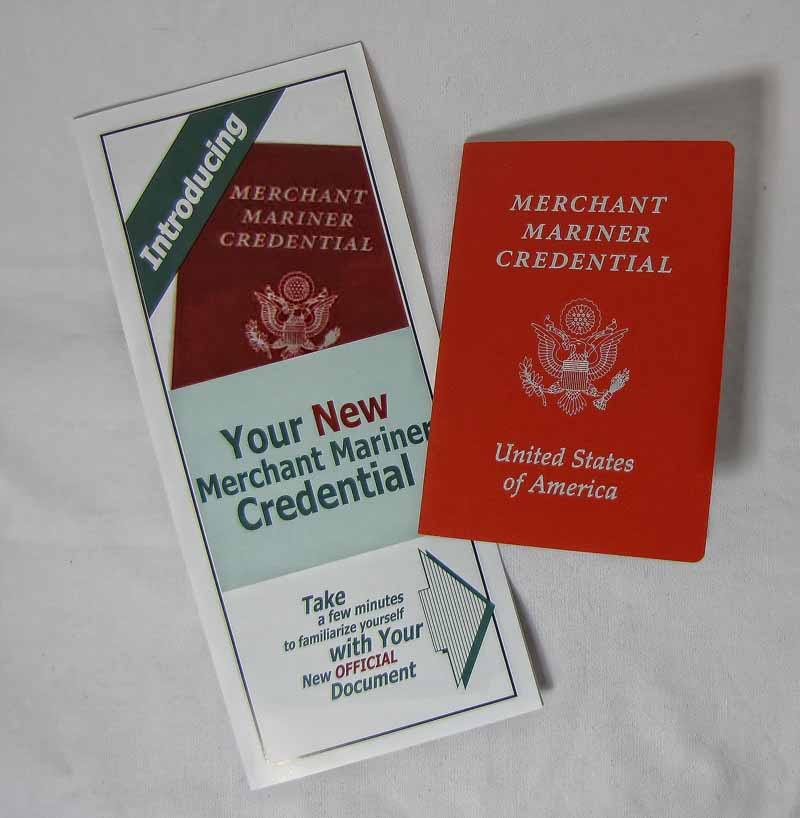 Introducing
MERCHANT
MARINER
CREDENTIAL
Your New
Merchant Mariner
Credential
Take
a few minutes
to familiarize yourself
with Your
New OFFICIAL
Document
MERCHANT
MARINER
CREDENTIAL
United States
of America